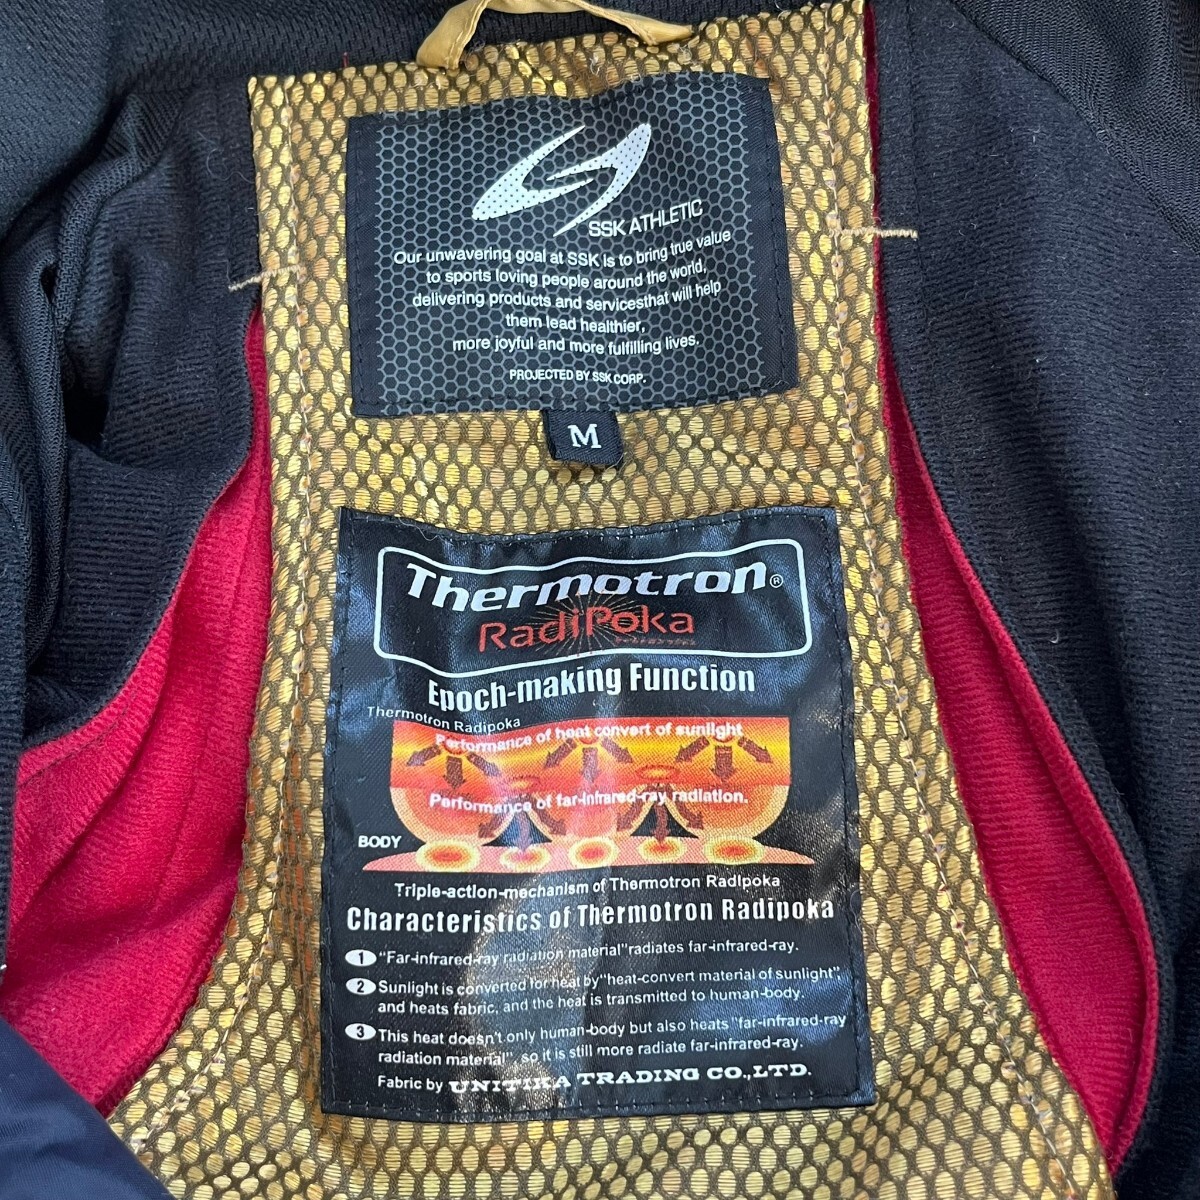 SSK ATHLETIC
Our unwavering goal at SSK is to bring true value
to sports loving people around the world,
delivering products and servicesthat will help
them lead healthier,
more joyful and more fulfilling lives.
PROJECTED BY SSK CORP.
M
Thermotron®
RadiPoka
Epoch-making Function
Thermotron Radipoka
Performance of heat convert of sunlight
Performance of far-infrared-ray radiation.
BODY
Triple-action-mechanism of Thermotron Radipoka
Characteristics of Thermotron Radipoka
1 "Far-infrared-ray radiation material" radiates far-infrared-ray.
2 Sunlight is converted for heat by "heat-convert material of sunlight"
and heats fabric, and the heat is transmitted to human-body.
3 This heat doesn't only human-body but also heats "far-infrared-ray
radiation material", so it is still more radiate far-infrared-ray.
Fabric by UNITIKA TRADING CO.,LTD.